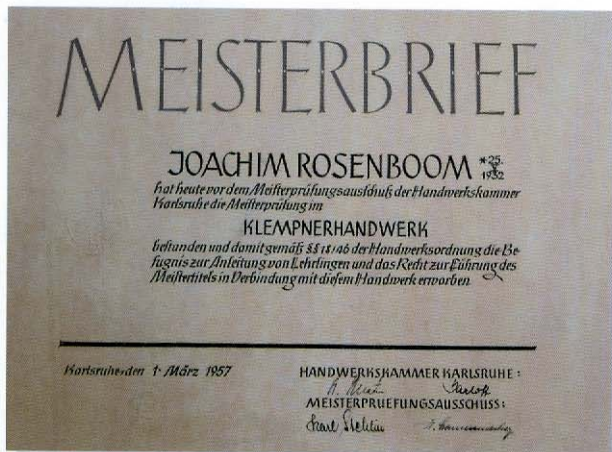 MEISTERBRIEF
JOACHIM ROSENBOOM *25. V 1932
hat heute vor dem Meisterprüfungsausschuß der Handwerkskammer
Karlsruhe die Meisterprüfung im
KLEMPNERHANDWERK
bestanden und damit gemäß §§ 18/46 der Handwerksordnung die Be-
fugnis zur Anleitung von Lehrlingen und das Recht zur Führung des
Meistertitels in Verbindung mit diesem Handwerk erworben
Karlsruhe, den 1. März 1957
HANDWERKSKAMMER KARLSRUHE:
MEISTERPRUEFUNGSAUSSCHUSS:
Karl